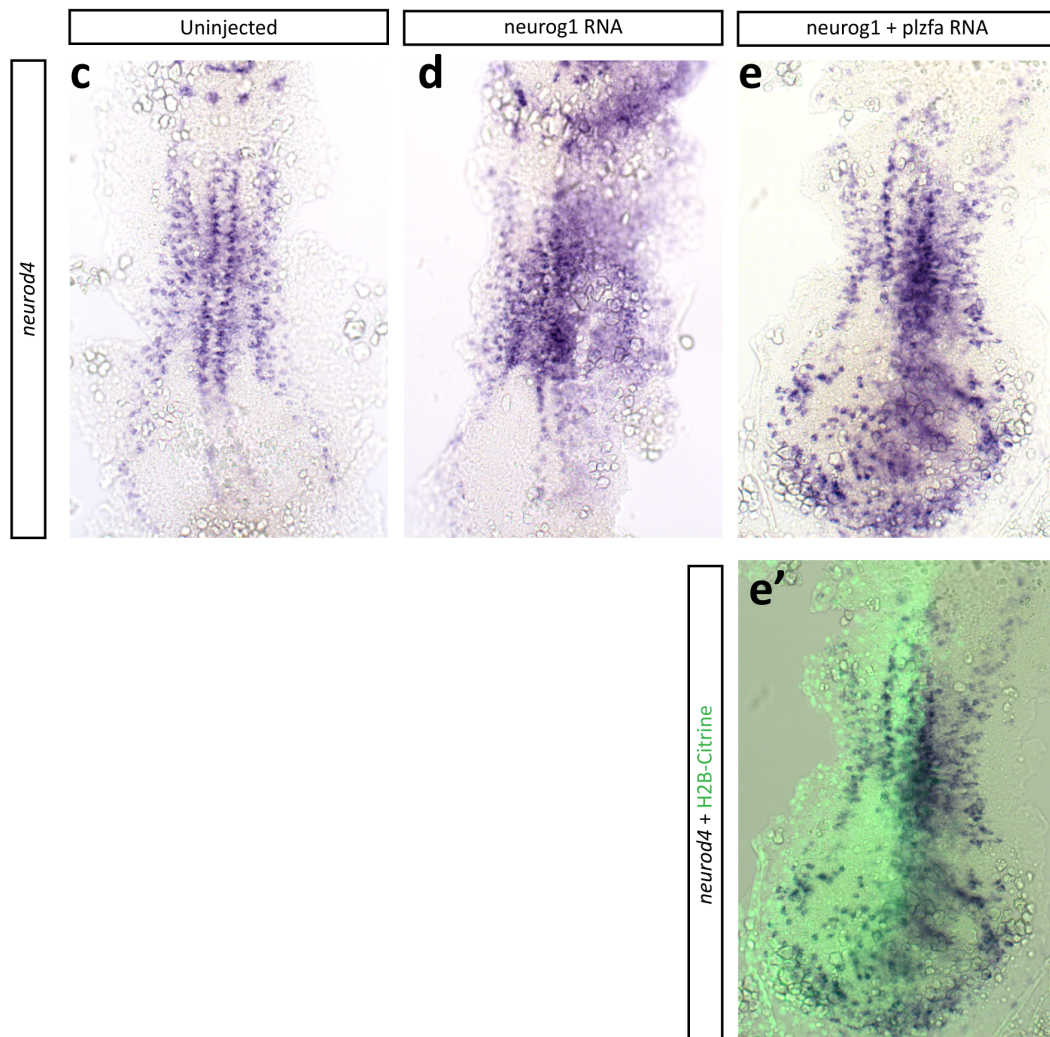 Uninjected
neurog1 RNA
neurog1 + plzfa RNA
neurod4
c
d
e
e’
neurod4 + H2B-Citrine